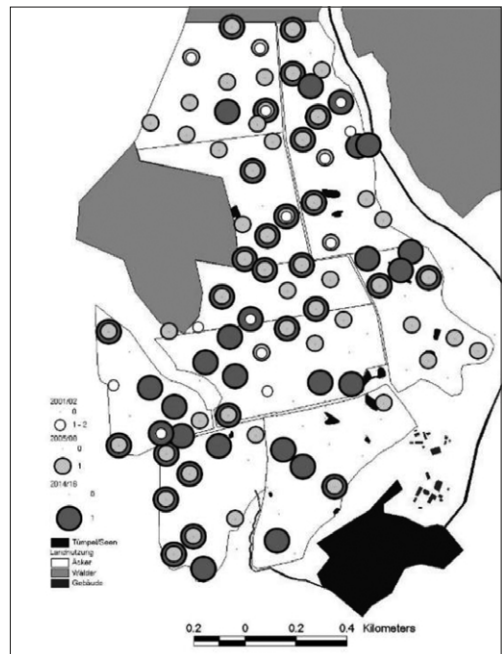 2001/02
0
1 - 2
2005/06
0
1
2014/16
0
1
Tümpel/Seen
Landnutzung
Äcker
Wälder
Gebäude
0.2 0 0.2 0.4 Kilometers